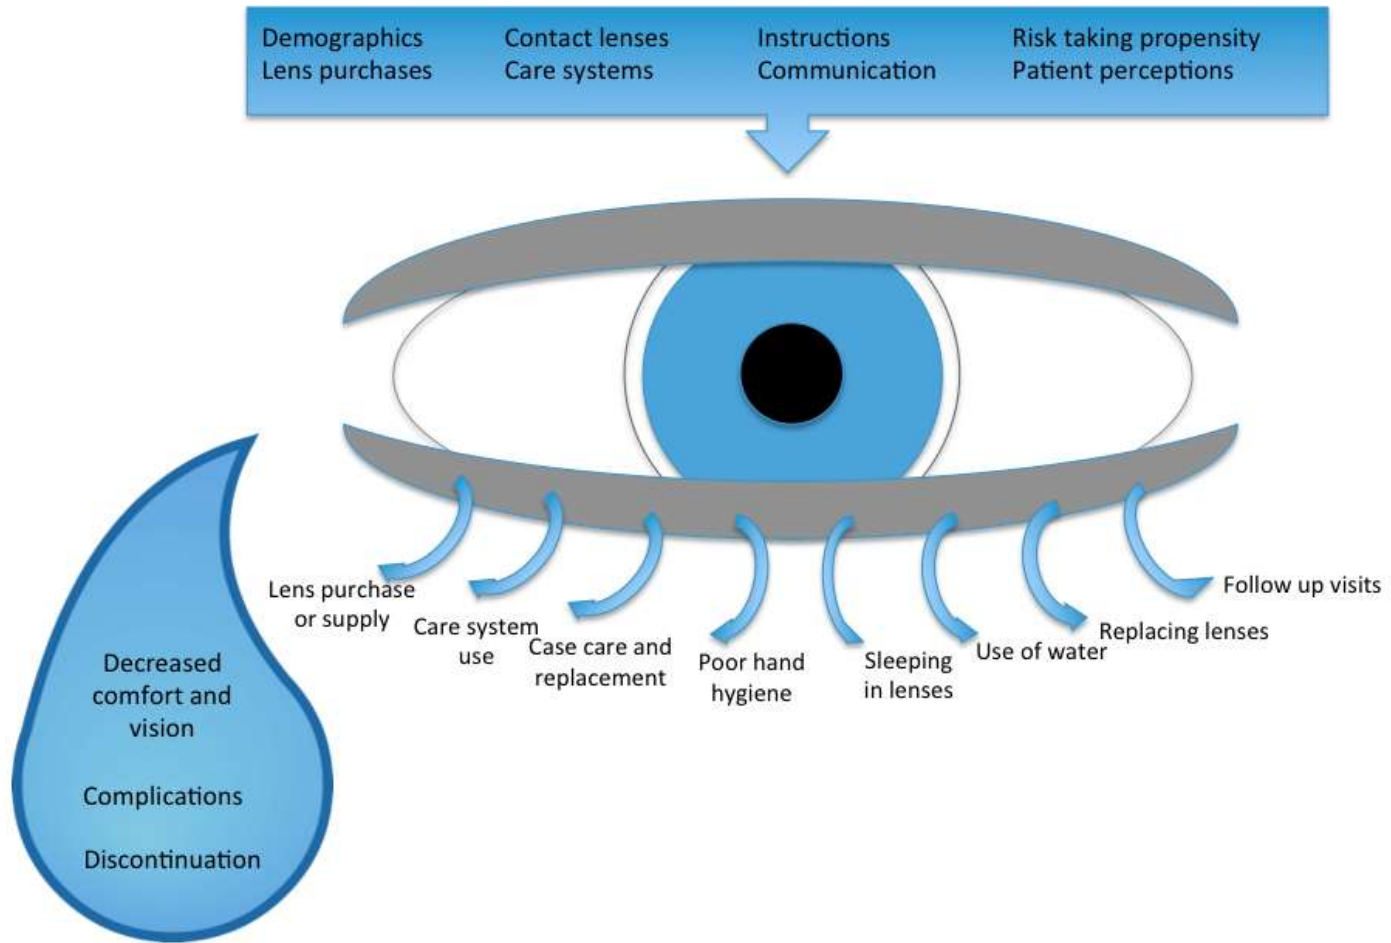 Demographics
Lens purchases
Contact lenses
Care systems
Instructions
Communication
Risk taking propensity
Patient perceptions
Lens purchase
or supply
Care system
use
Case care and
replacement
Poor hand
hygiene
Sleeping
in lenses
Use of water
Replacing lenses
Follow up visits
Decreased
comfort and
vision
Complications
Discontinuation